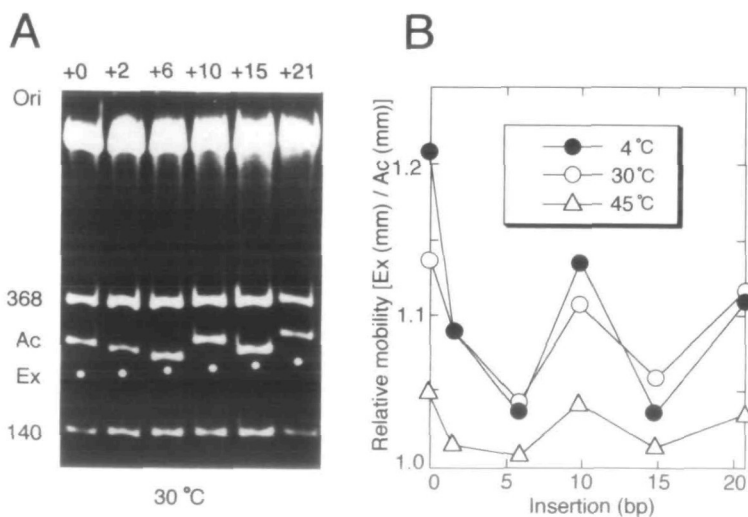 A
+0 +2 +6 +10 +15 +21
Ori
368
Ac
Ex
140
30 °C
B
Relative mobility [Ex (mm) / Ac (mm)]
1.2
1.1
1.0
4 °C
30 °C
45 °C
0 5 10 15 20
Insertion (bp)